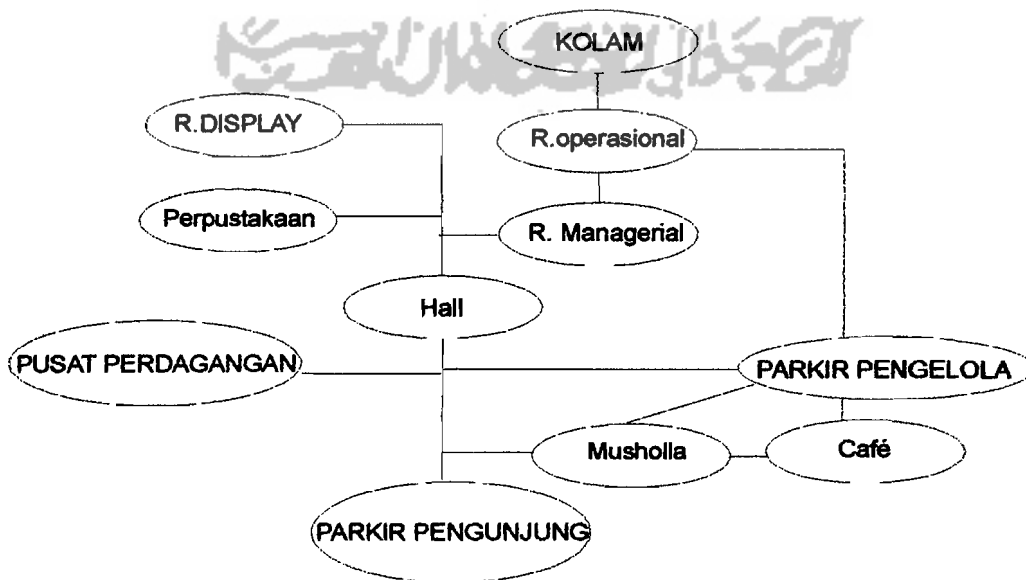 KOLAM
R.DISPLAY
R.operasional
Perpustakaan
R. Managerial
Hall
PUSAT PERDAGANGAN
PARKIR PENGELOLA
Musholla
Café
PARKIR PENGUNJUNG